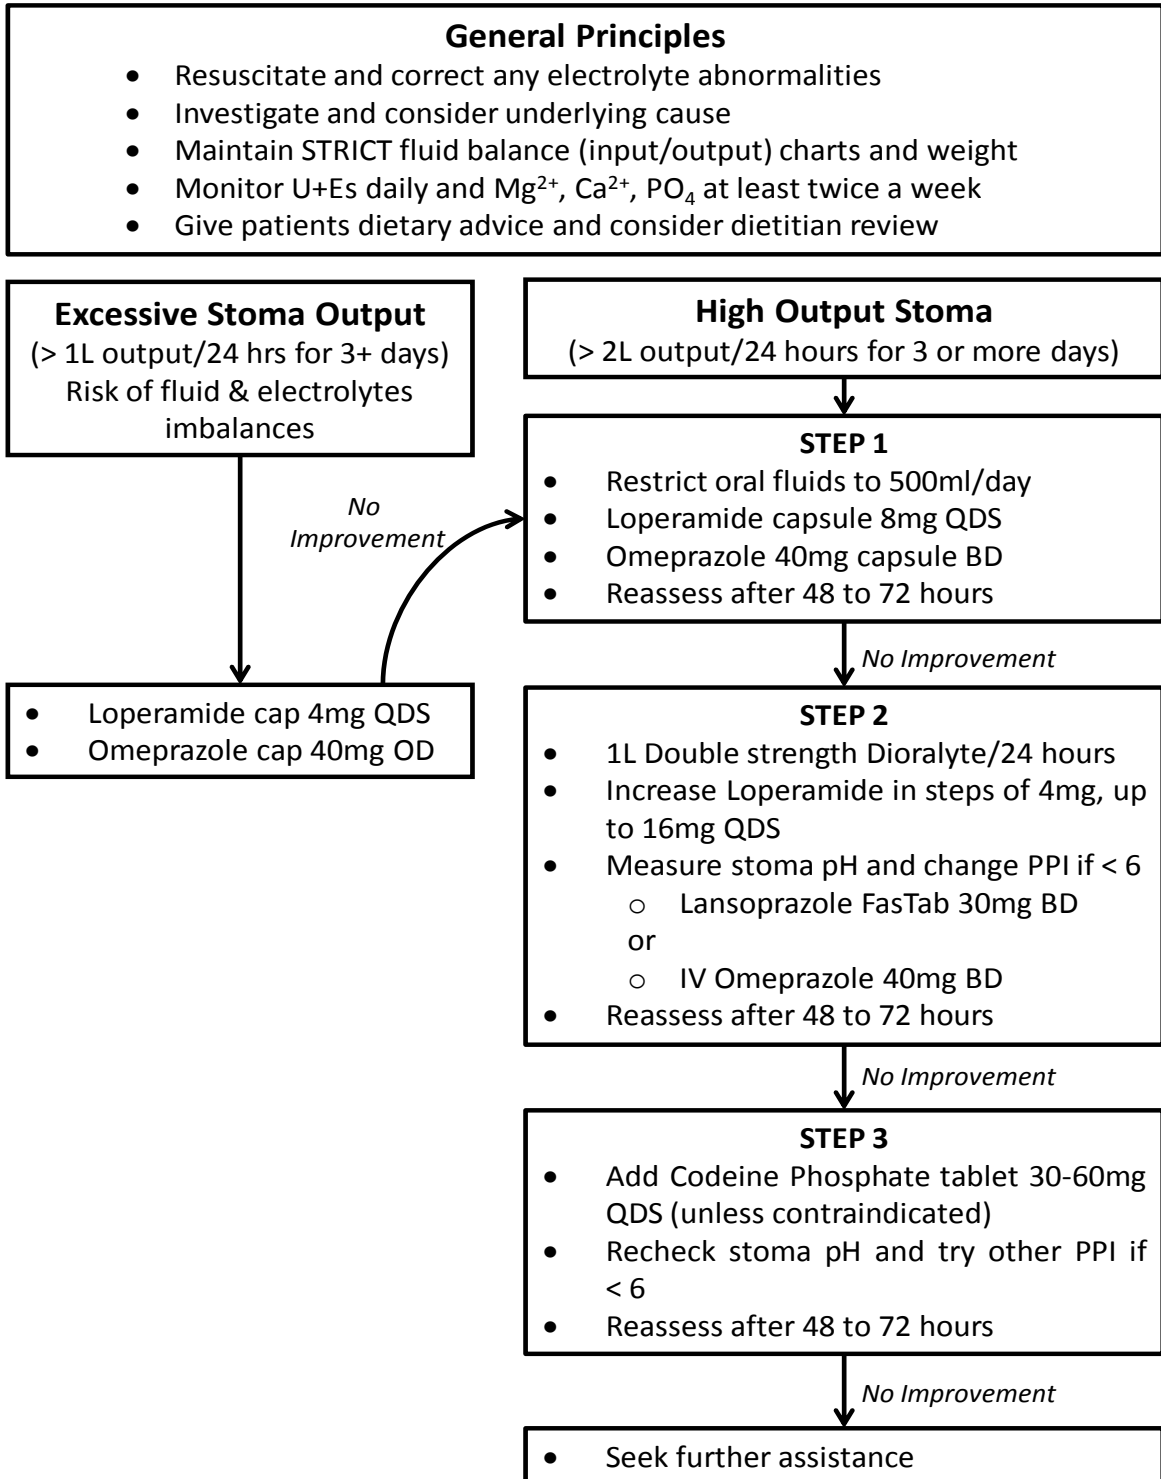 General Principles
• Resuscitate and correct any electrolyte abnormalities
• Investigate and consider underlying cause
• Maintain STRICT fluid balance (input/output) charts and weight
• Monitor U+Es daily and Mg²⁺, Ca²⁺, PO₄ at least twice a week
• Give patients dietary advice and consider dietitian review
Excessive Stoma Output
(> 1L output/24 hrs for 3+ days)
Risk of fluid & electrolytes
imbalances
No
Improvement
• Loperamide cap 4mg QDS
• Omeprazole cap 40mg OD
High Output Stoma
(> 2L output/24 hours for 3 or more days)
STEP 1
• Restrict oral fluids to 500ml/day
• Loperamide capsule 8mg QDS
• Omeprazole 40mg capsule BD
• Reassess after 48 to 72 hours
No Improvement
STEP 2
• 1L Double strength Dioralyte/24 hours
• Increase Loperamide in steps of 4mg, up
to 16mg QDS
• Measure stoma pH and change PPI if < 6
o Lansoprazole FasTab 30mg BD
or
o IV Omeprazole 40mg BD
• Reassess after 48 to 72 hours
No Improvement
STEP 3
• Add Codeine Phosphate tablet 30-60mg
QDS (unless contraindicated)
• Recheck stoma pH and try other PPI if
< 6
• Reassess after 48 to 72 hours
No Improvement
• Seek further assistance